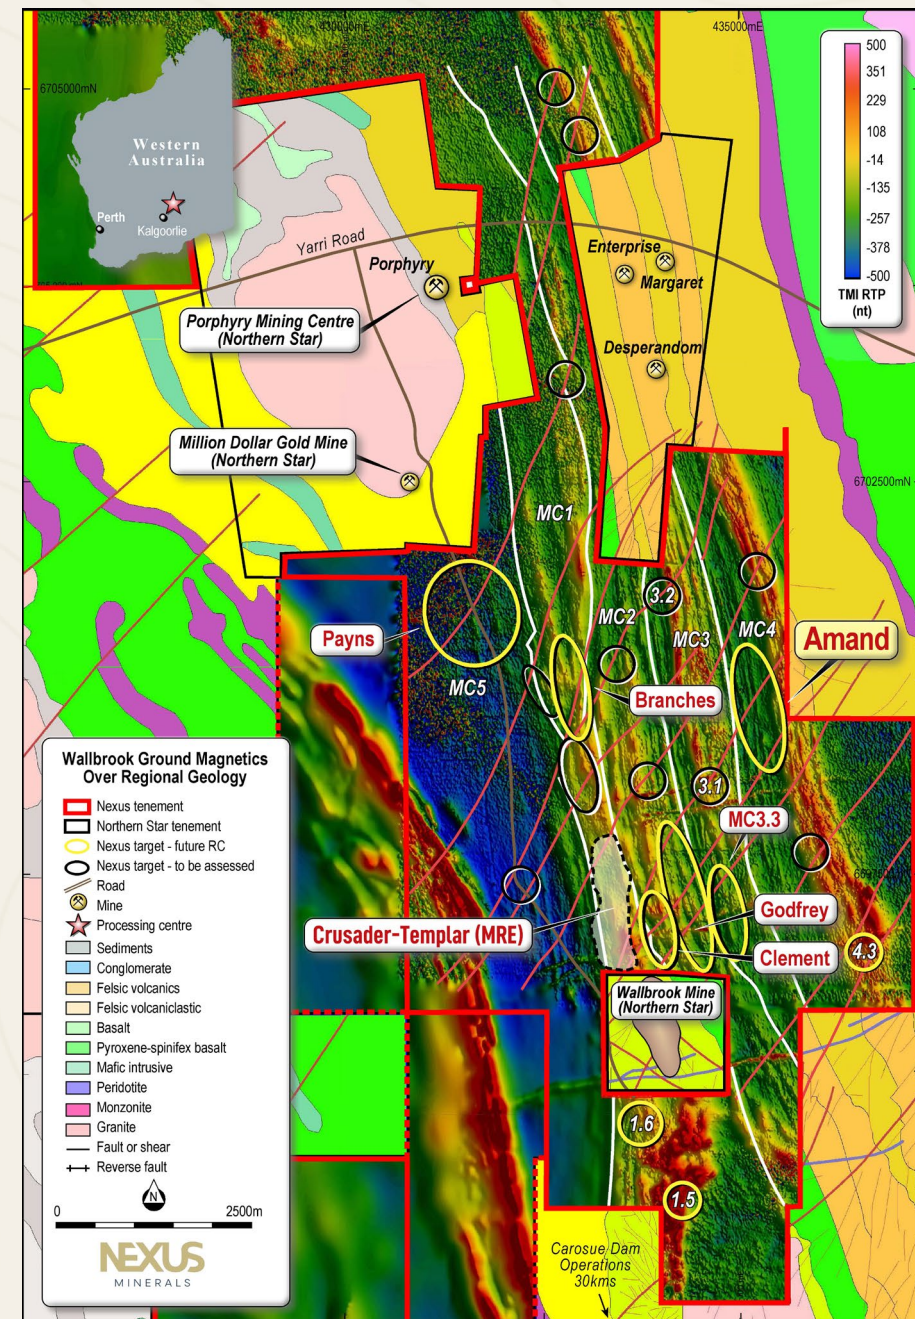 430000mE
435000mE
6705000mN
Western
Australia
Perth
Kalgoorlie
500
351
229
108
-14
-135
-257
-378
-500
TMI RTP
(nt)
Yarri Road
Porphyry
Enterprise
Margaret
Porphyry Mining Centre
(Northern Star)
Desperandom
Million Dollar Gold Mine
(Northern Star)
6702500mN
MC1
MC2
3.2
MC3
MC4
Payns
Amand
MC5
Branches
3.1
MC3.3
Crusader-Templar (MRE)
Godfrey
Clement
4.3
Wallbrook Mine
(Northern Star)
1.6
1.5
Carosue Dam
Operations
30kms
Wallbrook Ground Magnetics
Over Regional Geology
Nexus tenement
Northern Star tenement
Nexus target - future RC
Nexus target - to be assessed
Road
Mine
Processing centre
Sediments
Conglomerate
Felsic volcanics
Felsic volcaniclastic
Basalt
Pyroxene-spinifex basalt
Mafic intrusive
Peridotite
Monzonite
Granite
Fault or shear
Reverse fault
N
0 2500m
NEXUS
MINERALS